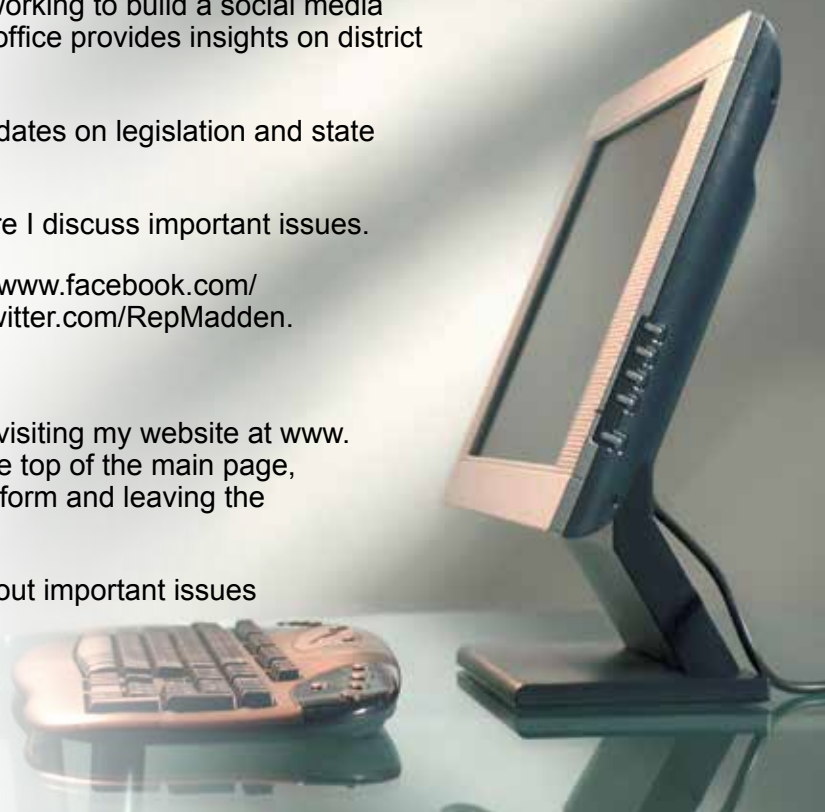 working to build a social media
office provides insights on district
dates on legislation and state
re I discuss important issues.
www.facebook.com/
witter.com/RepMadden.
visiting my website at www.
e top of the main page,
form and leaving the
out important issues